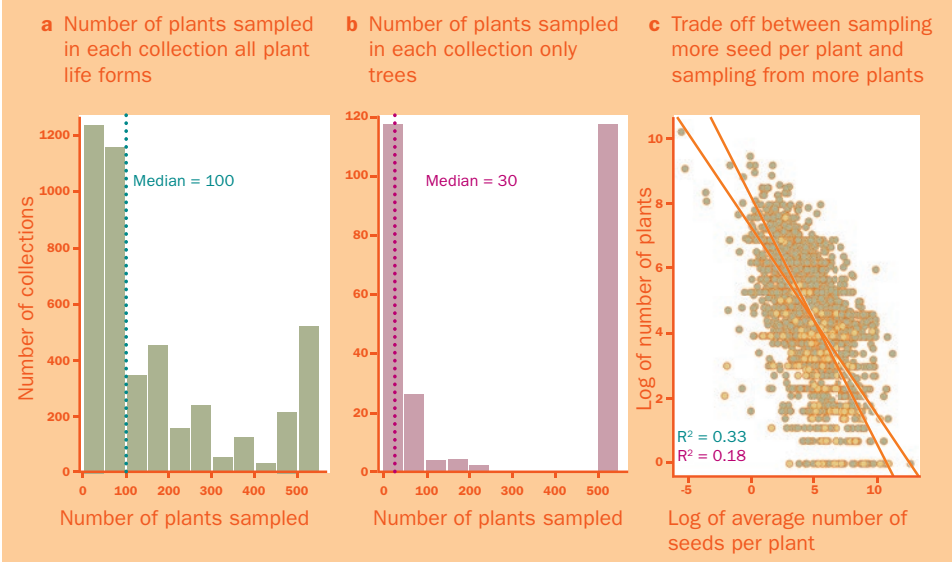 a Number of plants sampled
in each collection all plant
life forms
Number of collections
1200
1000
800
600
400
200
0
Median = 100
0 100 200 300 400 500
Number of plants sampled
b Number of plants sampled
in each collection only
trees
120
100
80
60
40
20
0
Median = 30
0 100 200 300 400 500
Number of plants sampled
c Trade off between sampling
more seed per plant and
sampling from more plants
Log of number of plants
10
8
6
4
2
0
R² = 0.33
R² = 0.18
-5 0 5 10
Log of average number of
seeds per plant